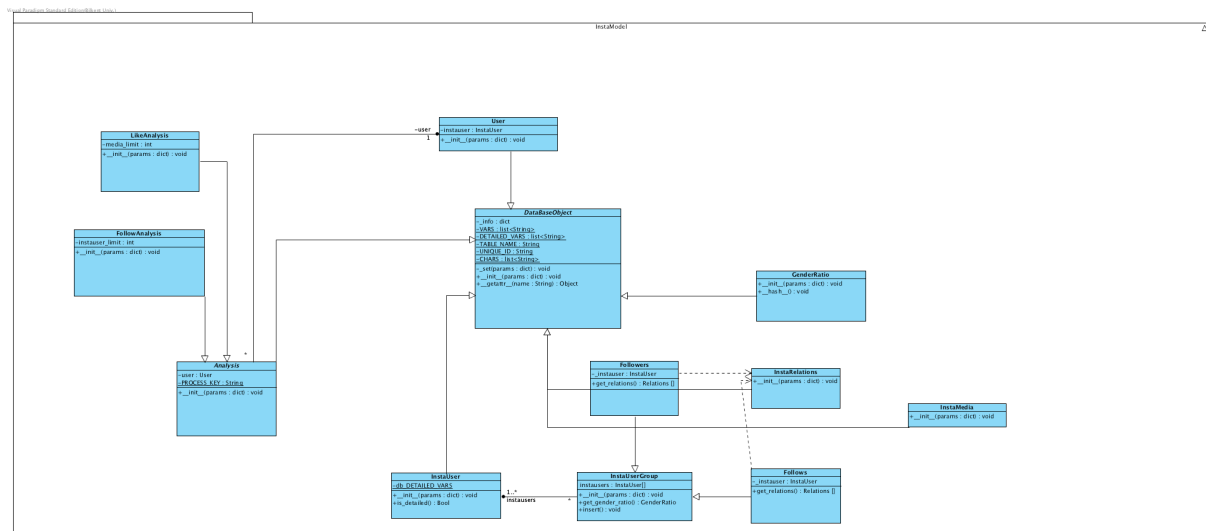 Visual Paradigm Standard Edition(Bilkent Univ.)
InstaModel
User
-instauser : InstaUser
+__init__(params : dict) : void
LikeAnalysis
-media_limit : int
+__init__(params : dict) : void
-user
1
FollowAnalysis
-instauser_limit : int
+__init__(params : dict) : void
DataBaseObject
-_info : dict
-VARS : list<String>
-DETAILED_VARS : list<String>
-TABLE_NAME : String
-UNIQUE_ID : String
-CHARS : list<String>
-_set(params : dict) : void
+__init__(params : dict) : void
+__getattr__(name : String) : Object
GenderRatio
+__init__(params : dict) : void
+__hash__() : void
*
Analysis
-user : User
-PROCESS_KEY : String
+__init__(params : dict) : void
Followers
-_instauser : InstaUser
+get_relations() : Relations []
InstaRelations
+__init__(params : dict) : void
InstaMedia
+__init__(params : dict) : void
InstaUser
-db_DETAILED_VARS
+__init__(params : dict) : void
+is_detailed() : Bool
1..*
instausers
*
InstaUserGroup
instausers : InstaUser[]
+__init__(params : dict) : void
+get_gender_ratio() : GenderRatio
+insert() : void
Follows
-_instauser : InstaUser
+get_relations() : Relations []